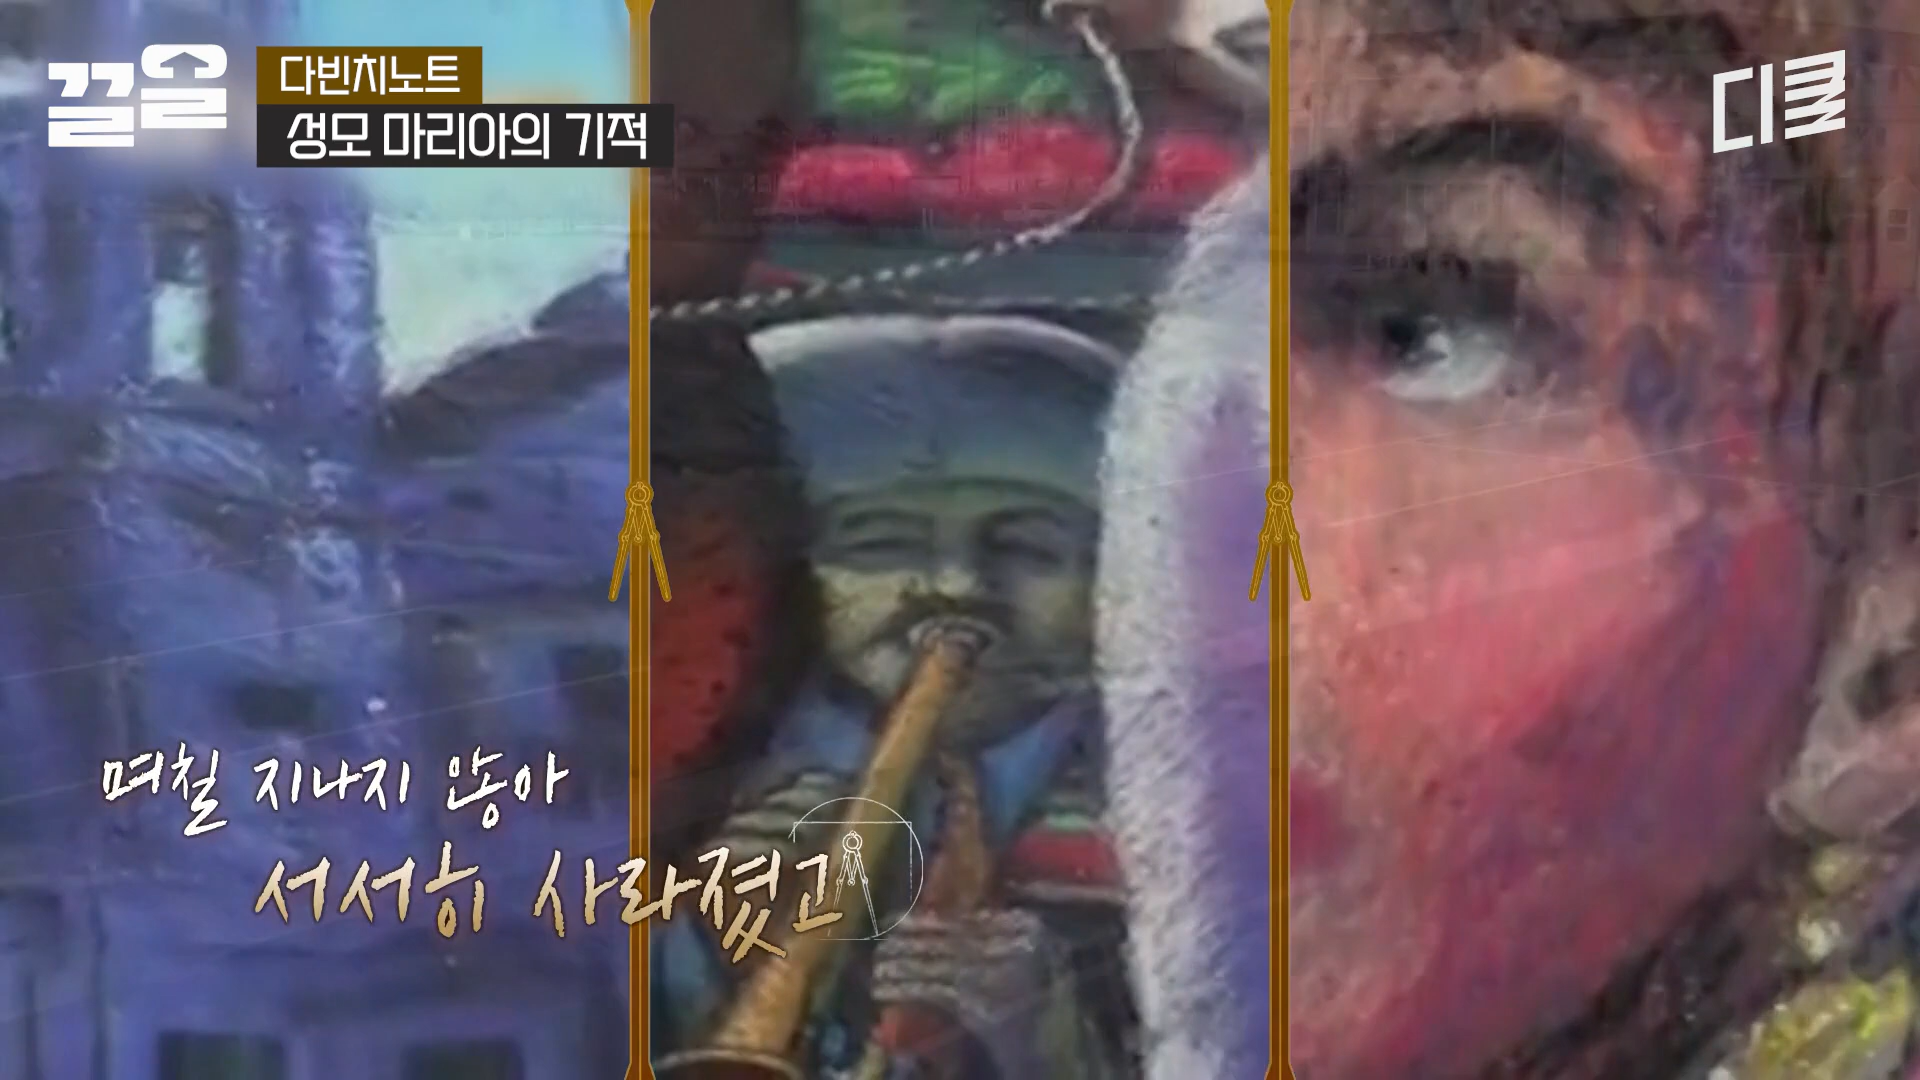 끌올
다빈치노트
성모 마리아의 기적
디클
며칠 지나지 않아
서서히 사라졌고